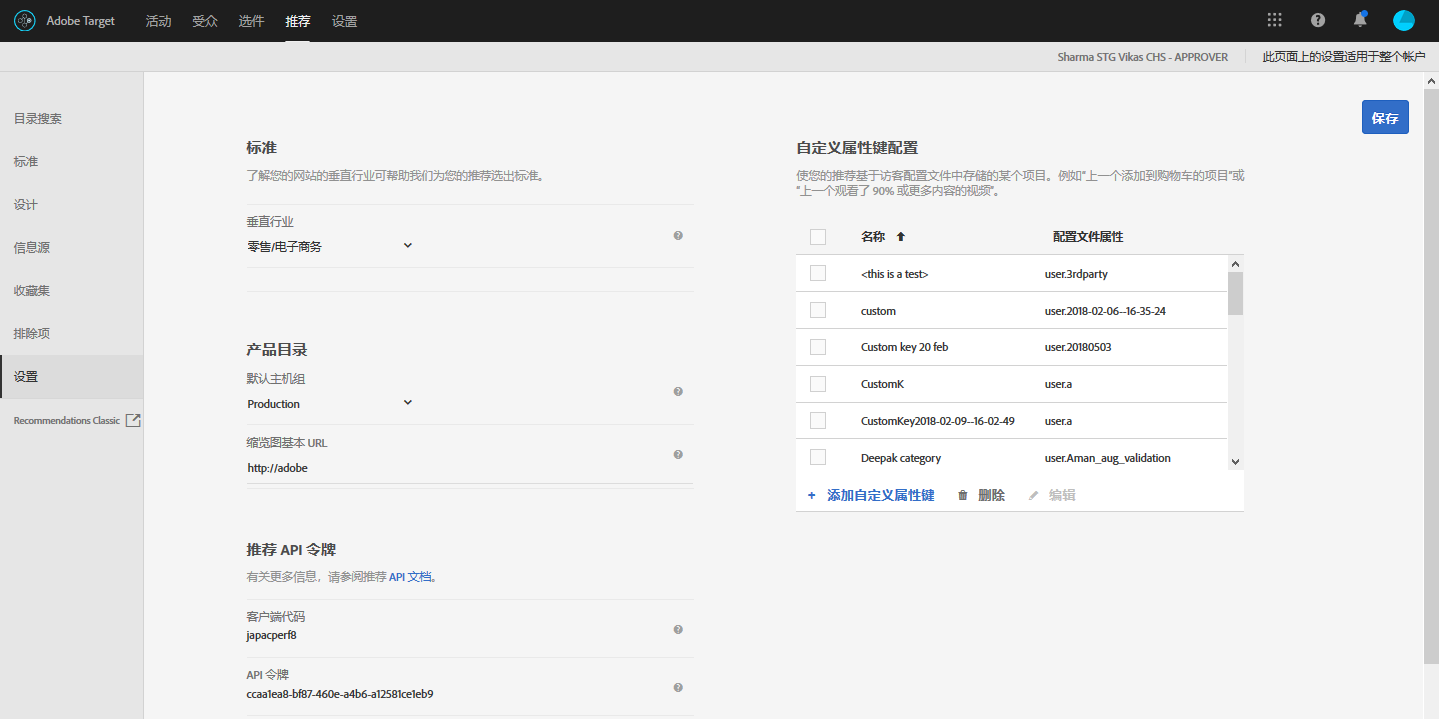 Adobe Target 活动 受众 选件 推荐 设置
Sharma STG Vikas CHS - APPROVER 此页面上的设置适用于整个帐户
目录搜索
标准
设计
信息源
收藏集
排除项
设置
Recommendations Classic
保存
标准
了解您的网站的垂直行业可帮助我们为您的推荐选出标准。
垂直行业
零售/电子商务
产品目录
默认主机组
Production
缩览图基本 URL
http://adobe
推荐 API 令牌
有关更多信息，请参阅推荐 API 文档。
客户端代码
japacperf8
API 令牌
ccaa1ea8-bf87-460e-a4b6-a12581ce1eb9
自定义属性键配置
使您的推荐基于访客配置文件中存储的某个项目。例如“上一个添加到购物车的项目”或
“上一个观看了 90% 或更多内容的视频”。
名称 配置文件属性
<this is a test> user.3rdparty
custom user.2018-02-06--16-35-24
Custom key 20 feb user.20180503
CustomK user.a
CustomKey2018-02-09--16-02-49 user.a
Deepak category user.Aman_aug_validation
+ 添加自定义属性键 删除 编辑